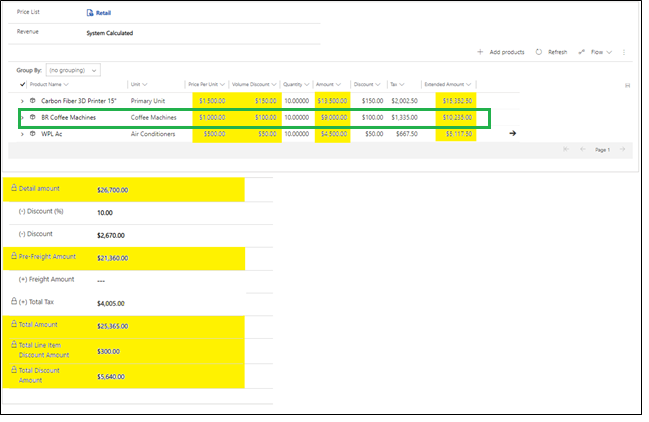 Price List Retail
Revenue System Calculated
Add products Refresh Flow
Group By: (no grouping)
Product Name Unit Price Per Unit Volume Discount Quantity Amount Discount Tax Extended Amount
Carbon Fiber 3D Printer 15" Primary Unit $1,500.00 $150.00 10.00000 $13,500.00 $150.00 $2,002.50 $15,352.50
BR Coffee Machines Coffee Machines $1,000.00 $100.00 10.00000 $9,000.00 $100.00 $1,335.00 $10,235.00
WPL Ac Air Conditioners $500.00 $50.00 10.00000 $4,500.00 $50.00 $667.50 $5,117.50
Page 1
Detail amount $26,700.00
(-) Discount (%) 10.00
(-) Discount $2,670.00
Pre-Freight Amount $21,360.00
(+) Freight Amount ---
(+) Total Tax $4,005.00
Total Amount $25,365.00
Total Line Item
Discount Amount $300.00
Total Discount
Amount $5,640.00